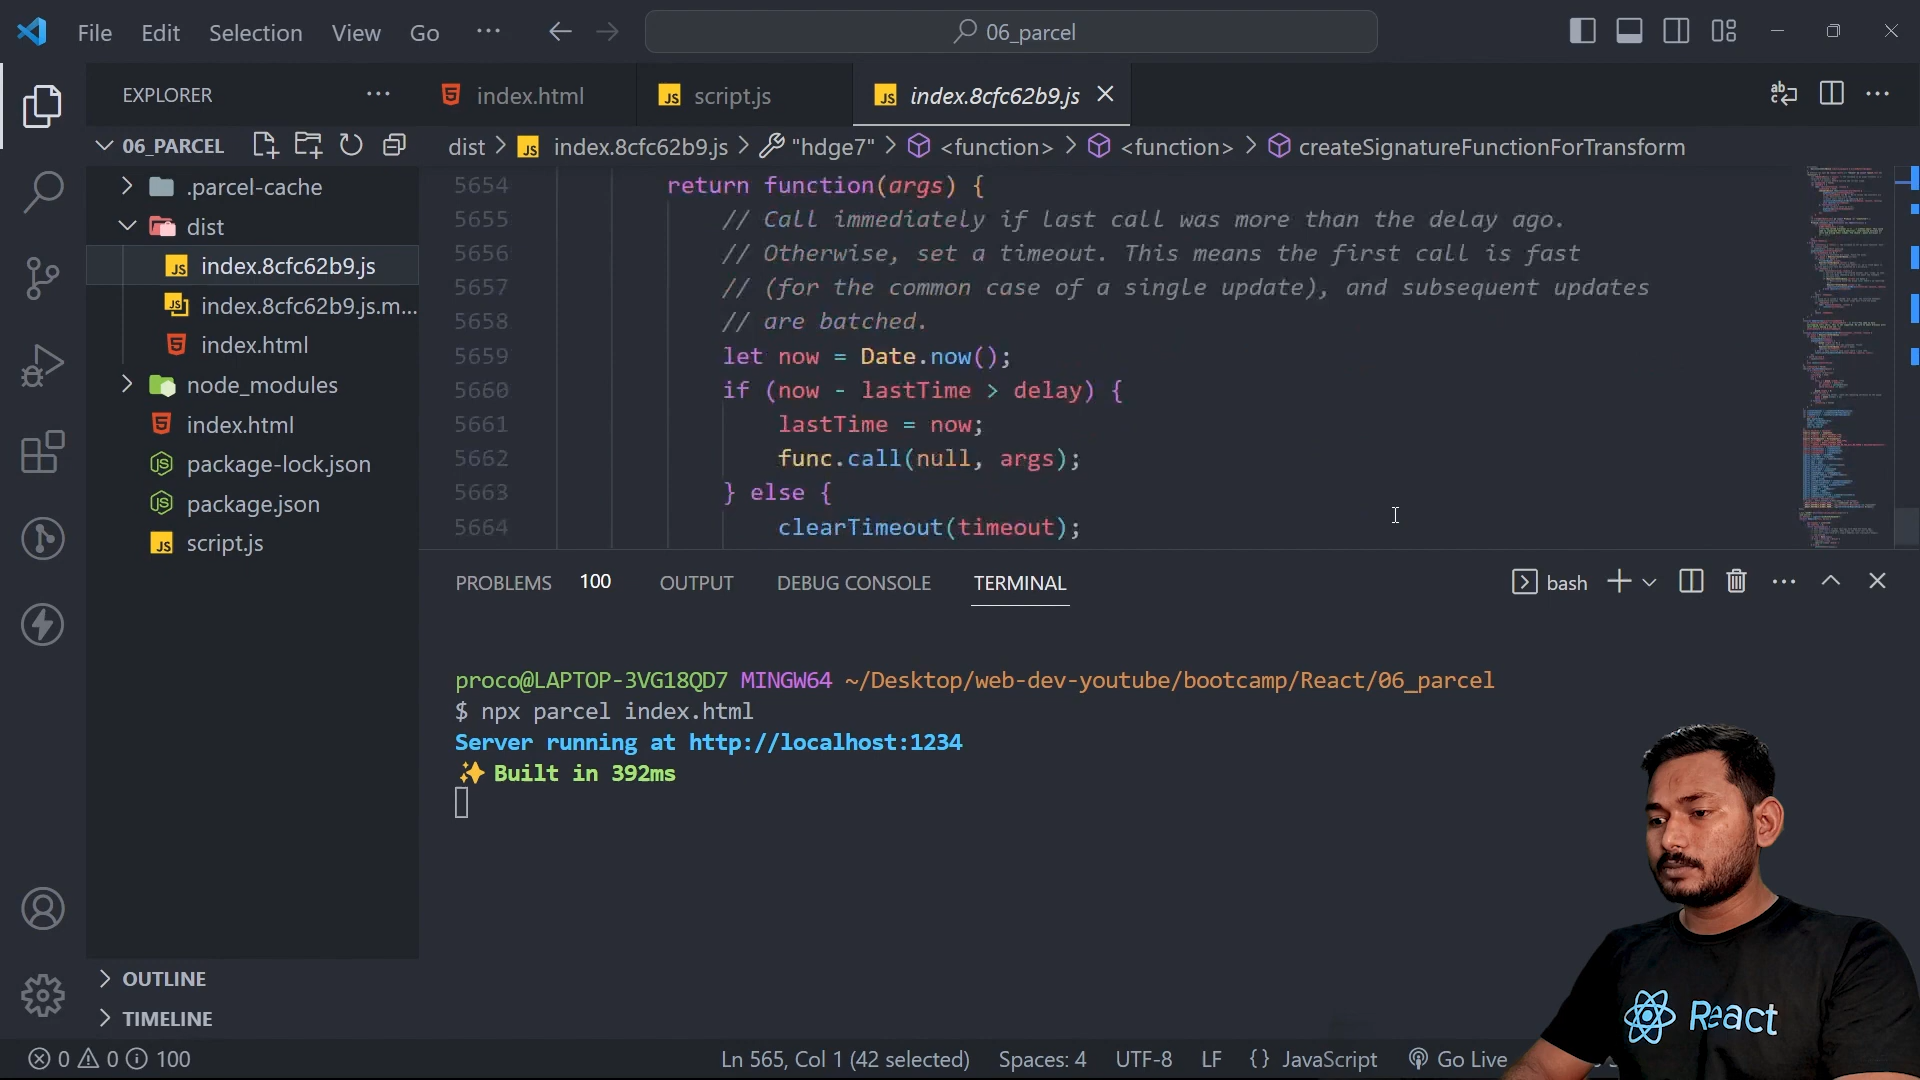 File Edit Selection View Go ··· 06_parcel
EXPLORER ···
index.html
script.js
index.8cfc62b9.js
06_PARCEL
dist > index.8cfc62b9.js > "hdge7" > <function> > <function> > createSignatureFunctionForTransform
.parcel-cache
dist
index.8cfc62b9.js
index.8cfc62b9.js.m...
index.html
node_modules
index.html
package-lock.json
package.json
script.js
OUTLINE
TIMELINE
5654 return function(args) {
5655 // Call immediately if last call was more than the delay ago.
5656 // Otherwise, set a timeout. This means the first call is fast
5657 // (for the common case of a single update), and subsequent updates
5658 // are batched.
5659 let now = Date.now();
5660 if (now - lastTime > delay) {
5661 lastTime = now;
5662 func.call(null, args);
5663 } else {
5664 clearTimeout(timeout);
PROBLEMS 100 OUTPUT DEBUG CONSOLE TERMINAL bash
proco@LAPTOP-3VG18QD7 MINGW64 ~/Desktop/web-dev-youtube/bootcamp/React/06_parcel
$ npx parcel index.html
Server running at http://localhost:1234
✨ Built in 392ms
React
0 0 100 Ln 565, Col 1 (42 selected) Spaces: 4 UTF-8 LF {} JavaScript Go Live